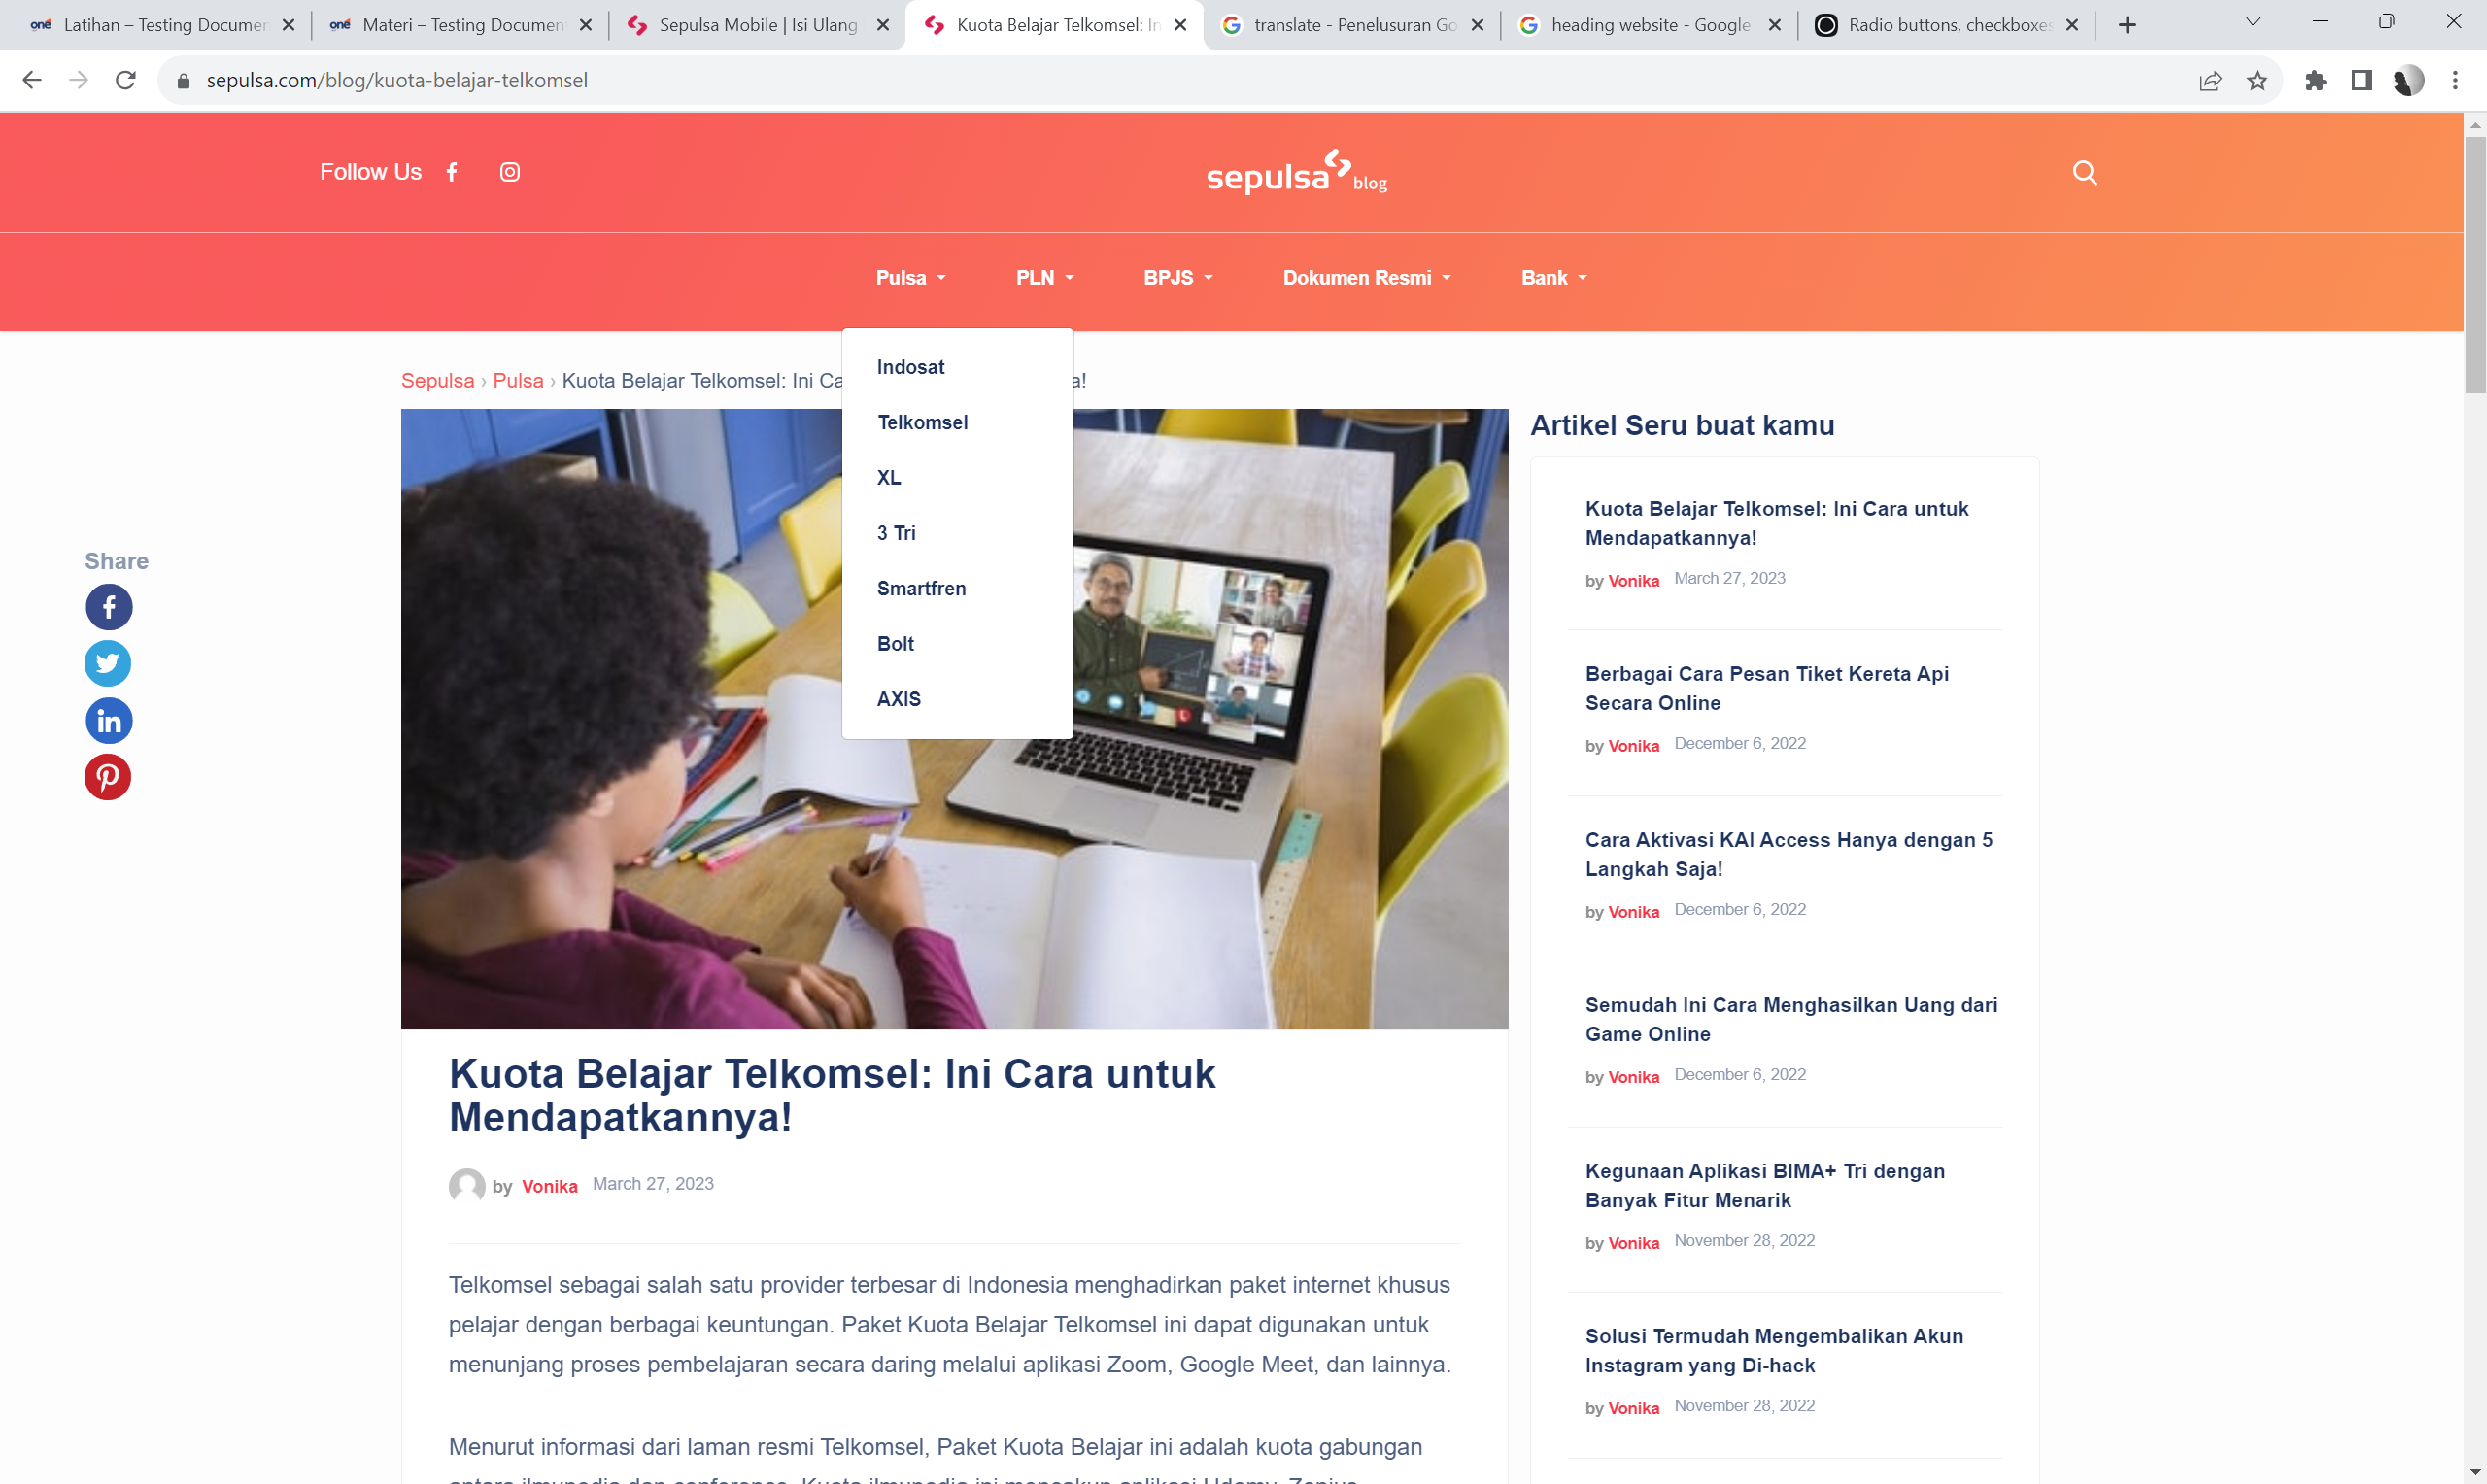 Latihan – Testing Documen
Materi – Testing Document
Sepulsa Mobile | Isi Ulang
Kuota Belajar Telkomsel: In
translate - Penelusuran Go
heading website - Google
Radio buttons, checkboxes
sepulsa.com/blog/kuota-belajar-telkomsel
Follow Us
sepulsa blog
Pulsa
PLN
BPJS
Dokumen Resmi
Bank
Indosat
Telkomsel
XL
3 Tri
Smartfren
Bolt
AXIS
Sepulsa › Pulsa › Kuota Belajar Telkomsel: Ini Ca a!
Share
Kuota Belajar Telkomsel: Ini Cara untuk
Mendapatkannya!
by Vonika March 27, 2023
Telkomsel sebagai salah satu provider terbesar di Indonesia menghadirkan paket internet khusus
pelajar dengan berbagai keuntungan. Paket Kuota Belajar Telkomsel ini dapat digunakan untuk
menunjang proses pembelajaran secara daring melalui aplikasi Zoom, Google Meet, dan lainnya.
Menurut informasi dari laman resmi Telkomsel, Paket Kuota Belajar ini adalah kuota gabungan
Artikel Seru buat kamu
Kuota Belajar Telkomsel: Ini Cara untuk
Mendapatkannya!
by Vonika March 27, 2023
Berbagai Cara Pesan Tiket Kereta Api
Secara Online
by Vonika December 6, 2022
Cara Aktivasi KAI Access Hanya dengan 5
Langkah Saja!
by Vonika December 6, 2022
Semudah Ini Cara Menghasilkan Uang dari
Game Online
by Vonika December 6, 2022
Kegunaan Aplikasi BIMA+ Tri dengan
Banyak Fitur Menarik
by Vonika November 28, 2022
Solusi Termudah Mengembalikan Akun
Instagram yang Di-hack
by Vonika November 28, 2022